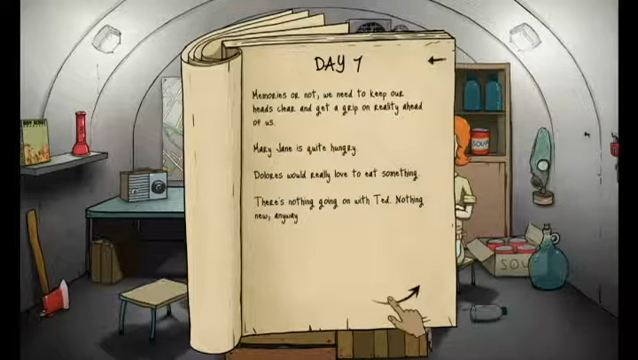 DAY 7
Memories or not, we need to keep our
heads clear and get a grip on reality ahead
of us.
Mary Jane is quite hungry.
Dolores would really love to eat something.
There's nothing going on with Ted. Nothing
new, anyway
SOUP
SOUP